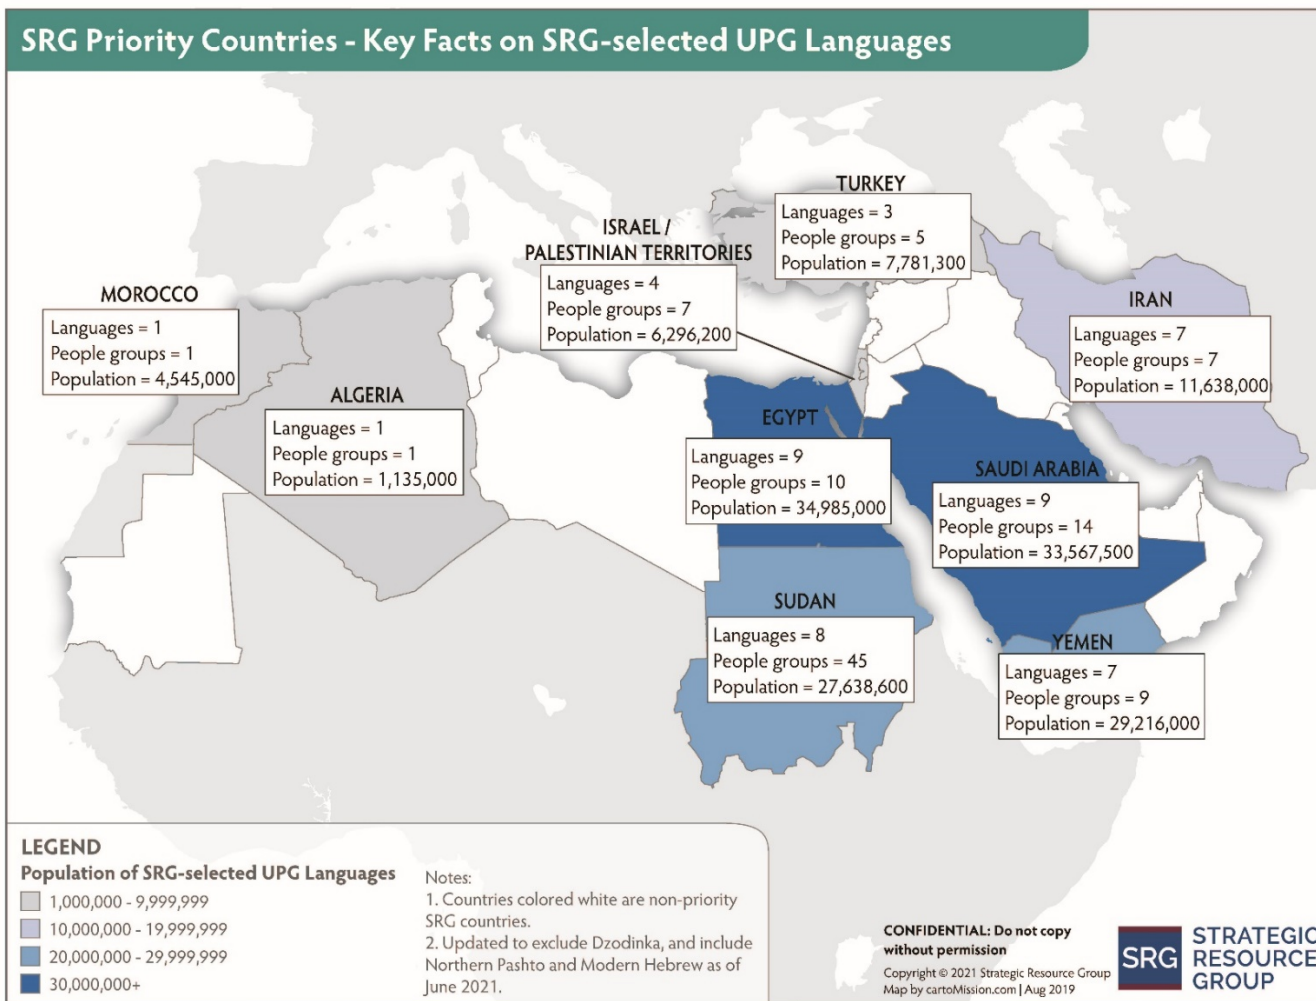 SRG Priority Countries - Key Facts on SRG-selected UPG Languages
TURKEY
Languages = 3
People groups = 5
Population = 7,781,300
ISRAEL /
PALESTINIAN TERRITORIES
Languages = 4
People groups = 7
Population = 6,296,200
MOROCCO
Languages = 1
People groups = 1
Population = 4,545,000
IRAN
Languages = 7
People groups = 7
Population = 11,638,000
ALGERIA
Languages = 1
People groups = 1
Population = 1,135,000
EGYPT
Languages = 9
People groups = 10
Population = 34,985,000
SAUDI ARABIA
Languages = 9
People groups = 14
Population = 33,567,500
SUDAN
Languages = 8
People groups = 45
Population = 27,638,600
YEMEN
Languages = 7
People groups = 9
Population = 29,216,000
LEGEND
Population of SRG-selected UPG Languages
1,000,000 - 9,999,999
10,000,000 - 19,999,999
20,000,000 - 29,999,999
30,000,000+
Notes:
1. Countries colored white are non-priority
SRG countries.
2. Updated to exclude Dzodinka, and include
Northern Pashto and Modern Hebrew as of
June 2021.
CONFIDENTIAL: Do not copy
without permission
Copyright © 2021 Strategic Resource Group
Map by cartoMission.com | Aug 2019
SRG
STRATEGIC
RESOURCE
GROUP